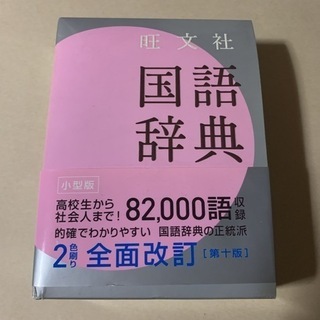 旺文社
国語
辞典
小型版
高校生から
社会人まで! 82,000語収録
的確でわかりやすい 国語辞典の正統派
2色刷り 全面改訂[第十版]